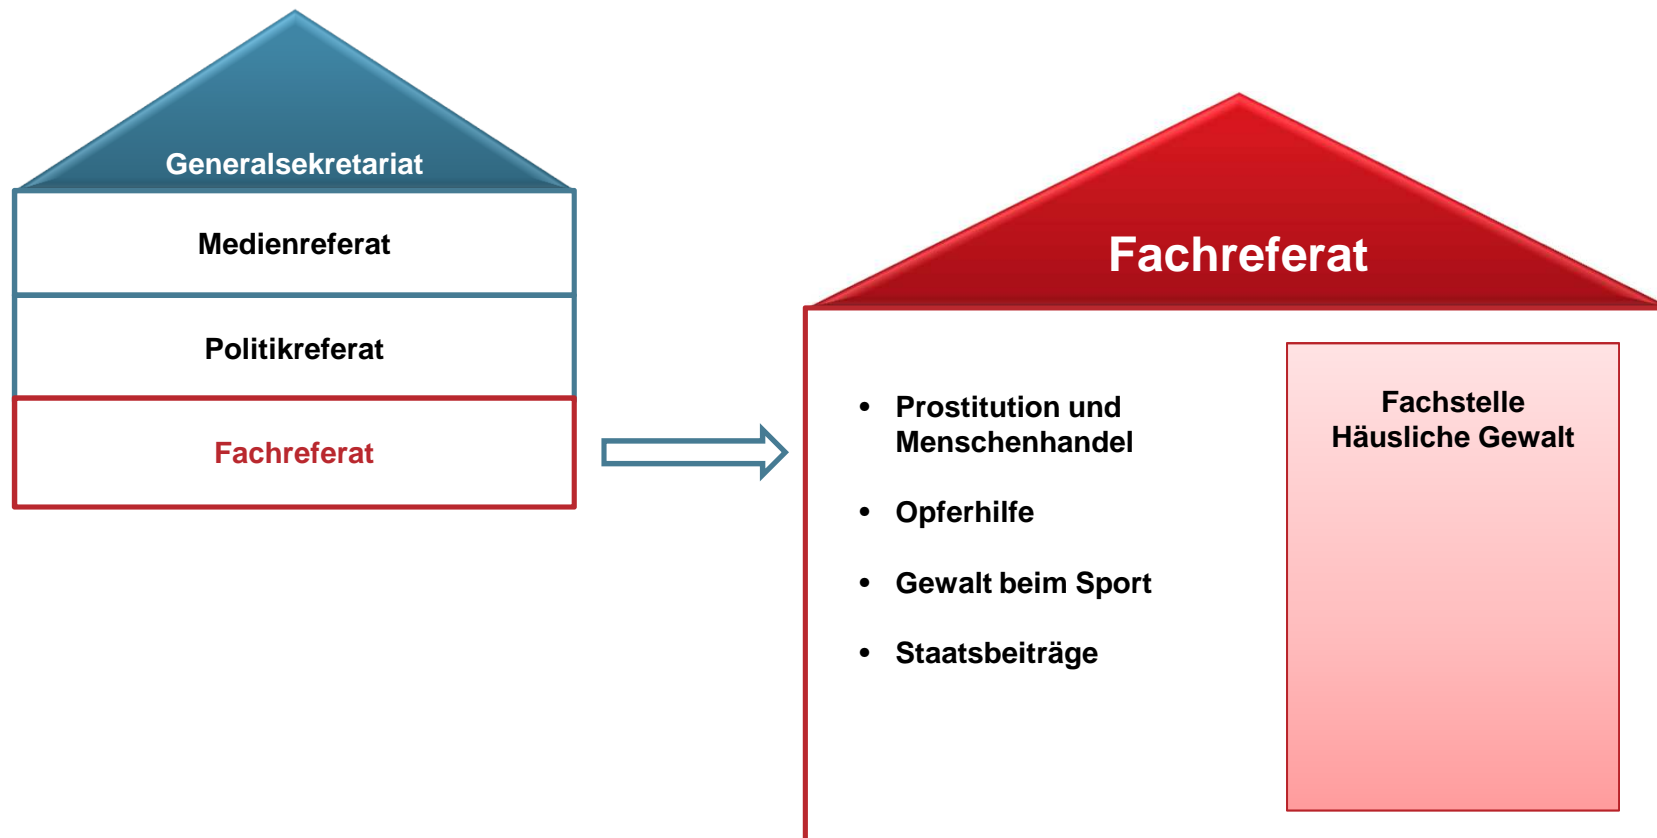 Generalsekretariat
Medienreferat
Politikreferat
Fachreferat
Fachreferat
• Prostitution und
Menschenhandel
• Opferhilfe
• Gewalt beim Sport
• Staatsbeiträge
Fachstelle
Häusliche Gewalt